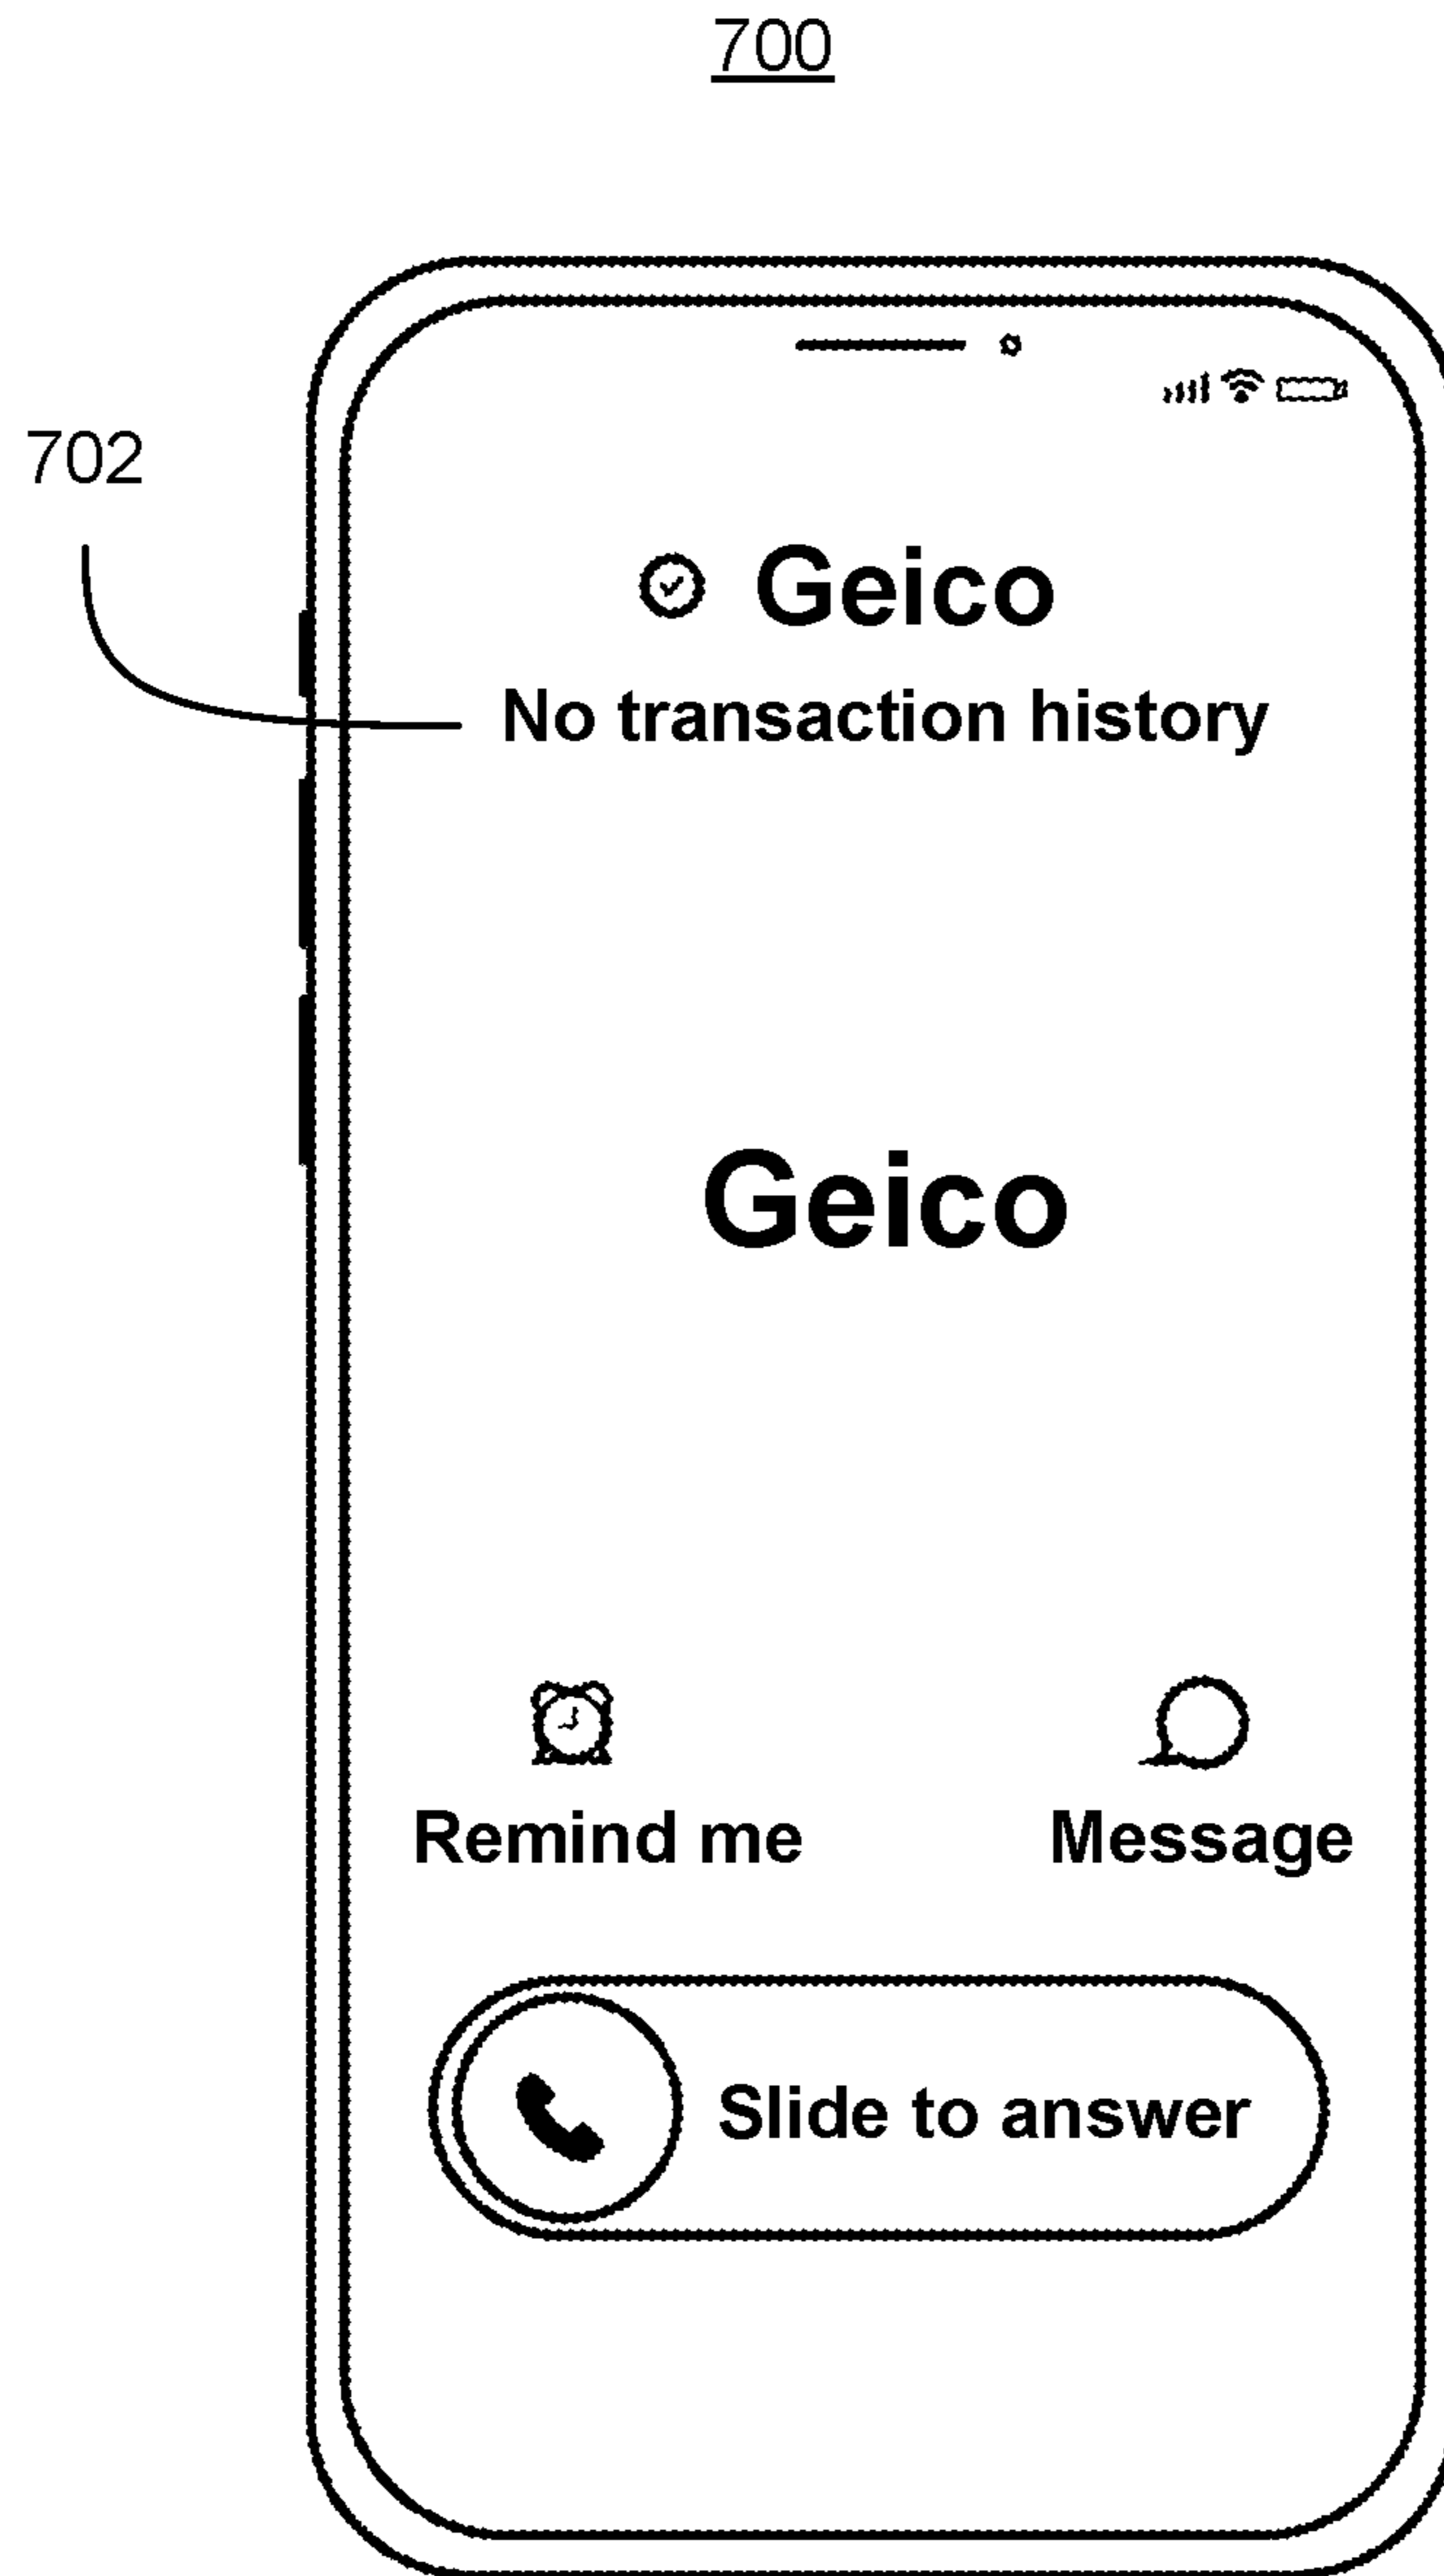 700
702
Geico
No transaction history
Geico
Remind me Message
Slide to answer